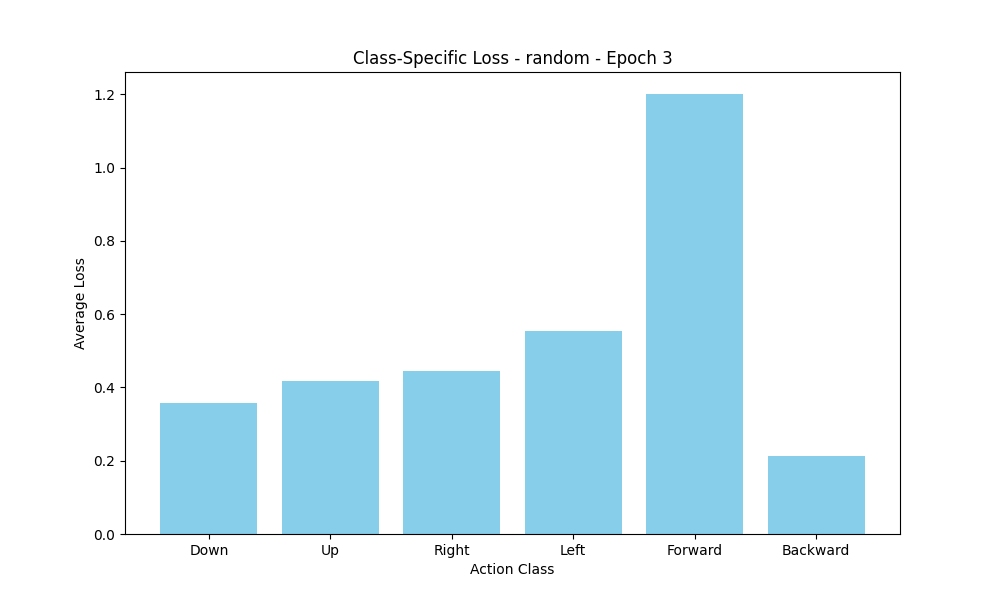 Class-Specific Loss - random - Epoch 3
Average Loss
1.2
1.0
0.8
0.6
0.4
0.2
0.0
Down Up Right Left Forward Backward
Action Class